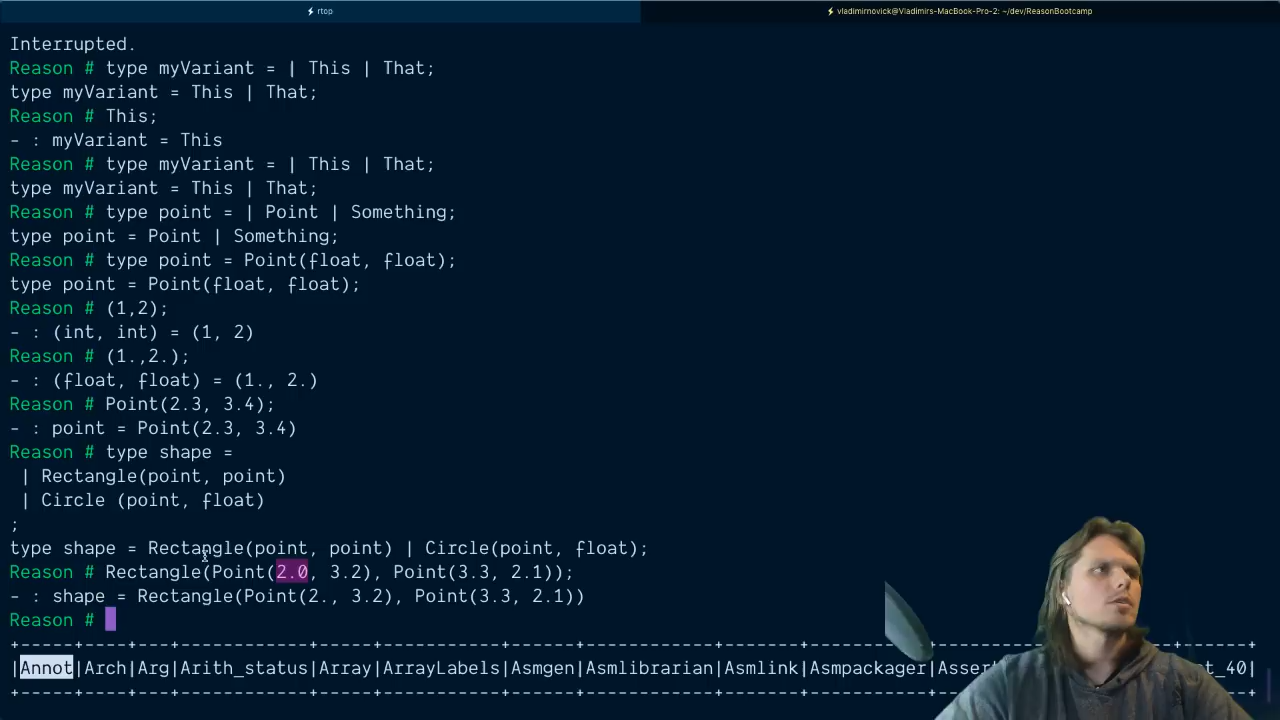 ⚡ rtop
⚡ vladimirnovick@Vladimirs-MacBook-Pro-2: ~/dev/ReasonBootcamp
Interrupted.
Reason # type myVariant = | This | That;
type myVariant = This | That;
Reason # This;
- : myVariant = This
Reason # type myVariant = | This | That;
type myVariant = This | That;
Reason # type point = | Point | Something;
type point = Point | Something;
Reason # type point = Point(float, float);
type point = Point(float, float);
Reason # (1,2);
- : (int, int) = (1, 2)
Reason # (1.,2.);
- : (float, float) = (1., 2.)
Reason # Point(2.3, 3.4);
- : point = Point(2.3, 3.4)
Reason # type shape =
| Rectangle(point, point)
| Circle (point, float)
;
type shape = Rectangle(point, point) | Circle(point, float);
Reason # Rectangle(Point(2.0, 3.2), Point(3.3, 2.1));
- : shape = Rectangle(Point(2., 3.2), Point(3.3, 2.1))
Reason #
|Annot|Arch|Arg|Arith_status|Array|ArrayLabels|Asmgen|Asmlibrarian|Asmlink|Asmpackager|Assert t_40|